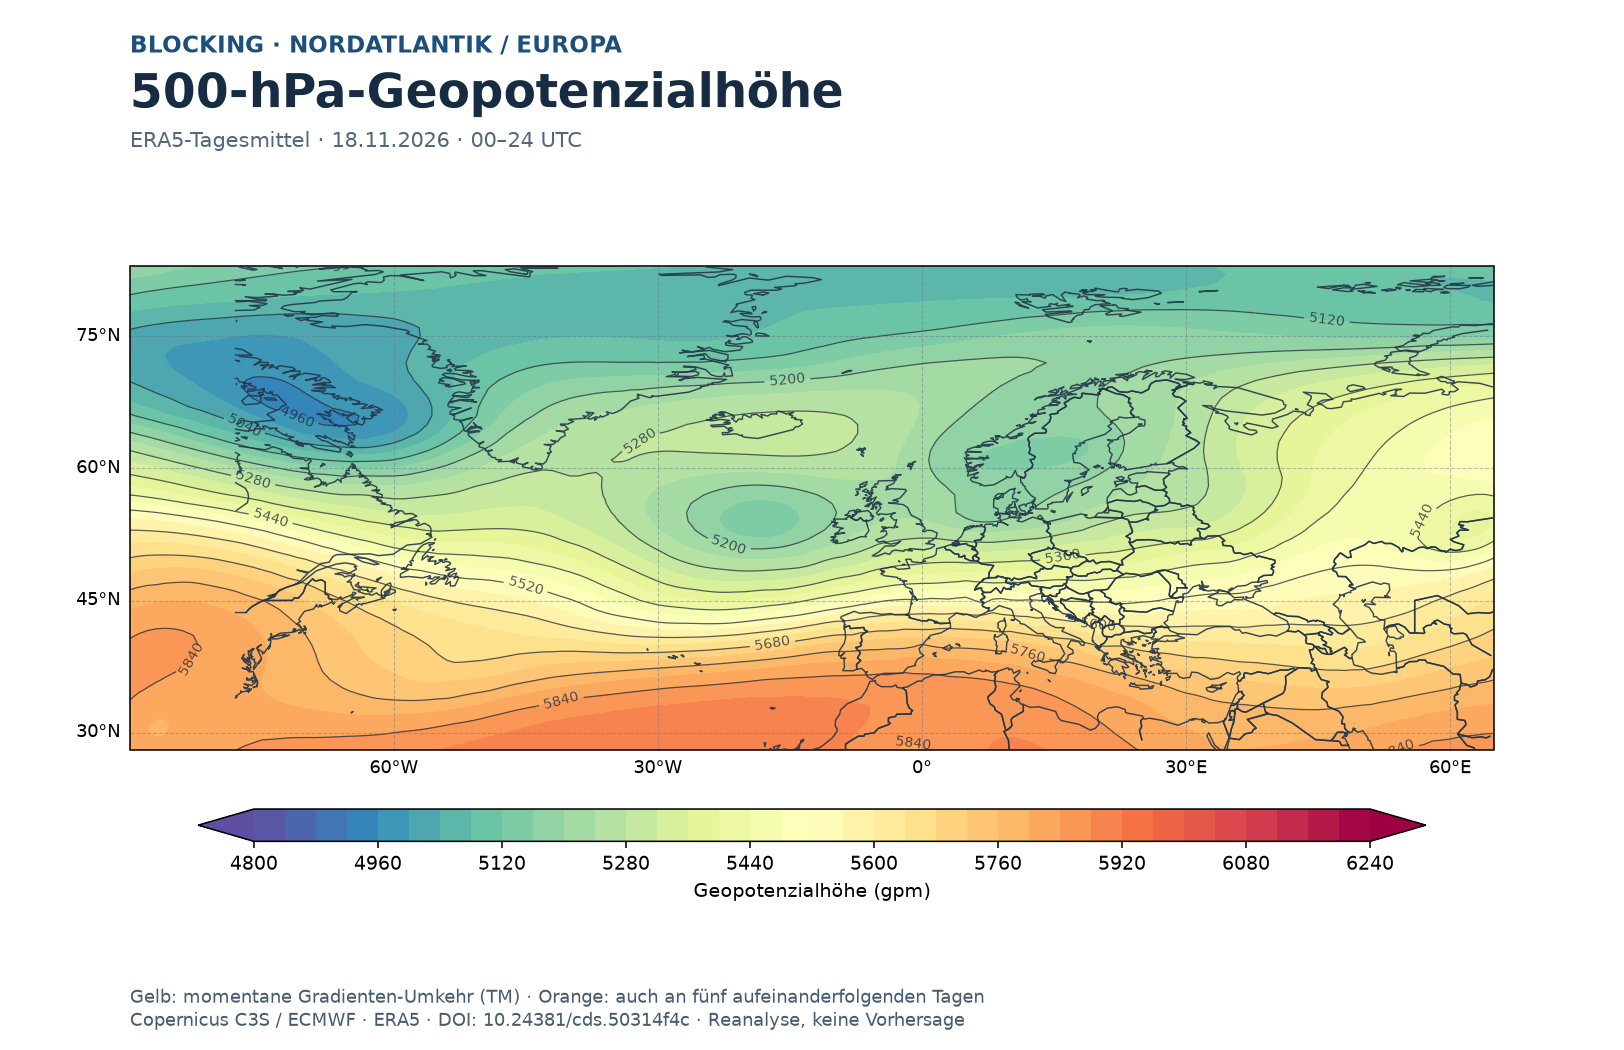 BLOCKING · NORDATLANTIK / EUROPA
500-hPa-Geopotenzialhöhe
ERA5-Tagesmittel · 18.11.2026 · 00–24 UTC
5120
75°N
5200
4960
5040
5280
60°N
5280
5440
5440
5200
5360
5520
45°N
5600
5680
5760
5840
5840
30°N
5840
60°W 30°W 0° 30°E 60°E
4800 4960 5120 5280 5440 5600 5760 5920 6080 6240
Geopotenzialhöhe (gpm)
Gelb: momentane Gradienten-Umkehr (TM) · Orange: auch an fünf aufeinanderfolgenden Tagen
Copernicus C3S / ECMWF · ERA5 · DOI: 10.24381/cds.50314f4c · Reanalyse, keine Vorhersage